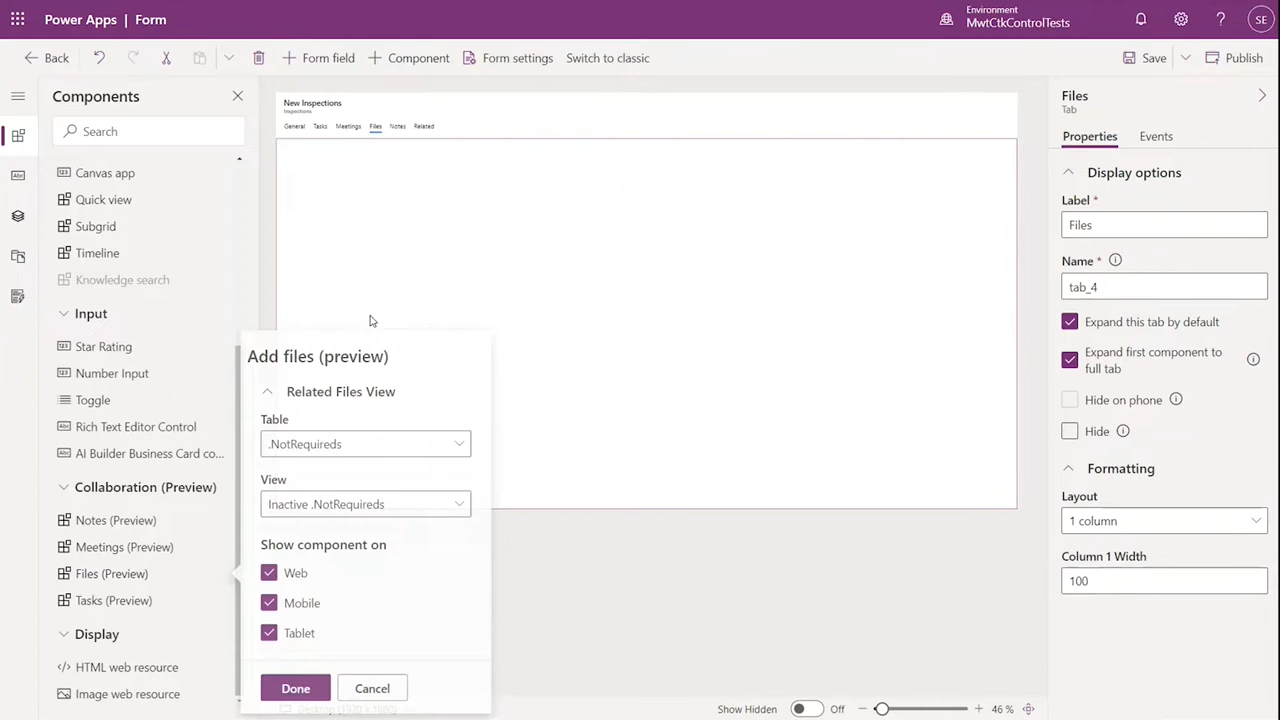 Power Apps | Form
Environment
MwtCtkControlTests
?
SE
Back
Form field
Component
Form settings
Switch to classic
Save
Publish
Components
Search
Canvas app
Quick view
Subgrid
Timeline
Knowledge search
Input
Star Rating
Number Input
Toggle
Rich Text Editor Control
AI Builder Business Card co...
Collaboration (Preview)
Notes (Preview)
Meetings (Preview)
Files (Preview)
Tasks (Preview)
Display
HTML web resource
Image web resource
New Inspections
Inspections
General Tasks Meetings Files Notes Related
Add files (preview)
Related Files View
Table
.NotRequireds
View
Inactive .NotRequireds
Show component on
Web
Mobile
Tablet
Done
Cancel
Desktop (1920 x 1080)
Show Hidden
Off
46 %
Files
Tab
Properties
Events
Display options
Label *
Files
Name *
tab_4
Expand this tab by default
Expand first component to
full tab
Hide on phone
Hide
Formatting
Layout
1 column
Column 1 Width
100